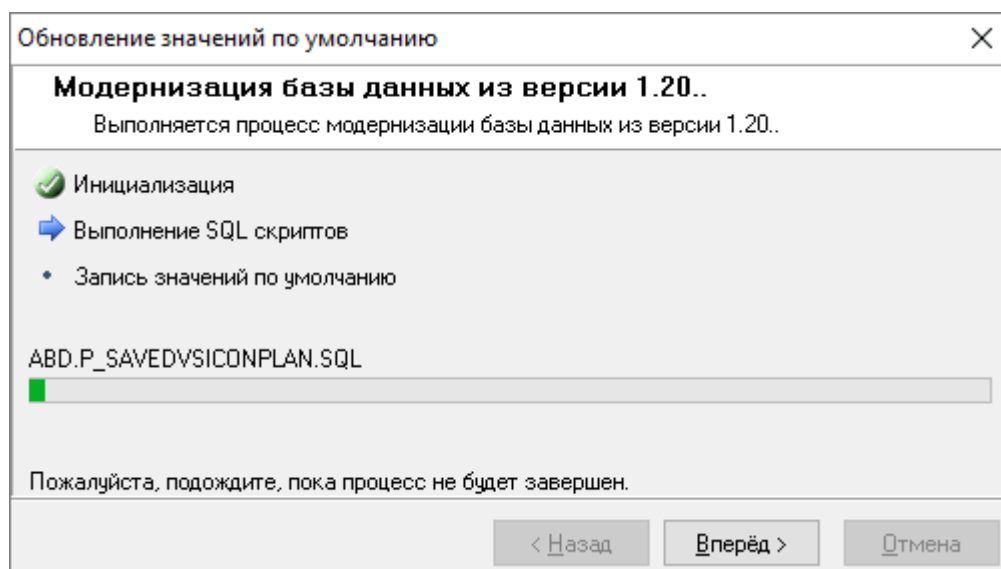 Обновление значений по умолчанию
Модернизация базы данных из версии 1.20..
Выполняется процесс модернизации базы данных из версии 1.20..
Инициализация
Выполнение SQL скриптов
Запись значений по умолчанию
ABD.P_SAVEDVSICONPLAN.SQL
Пожалуйста, подождите, пока процесс не будет завершен.
< Назад Вперёд > Отмена